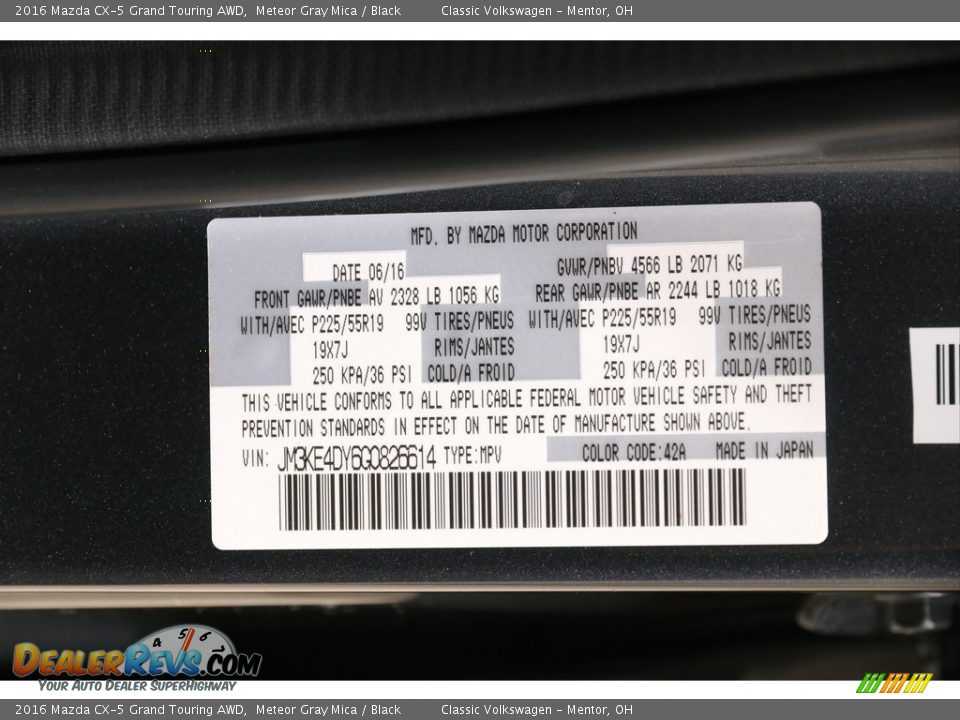 2016 Mazda CX-5 Grand Touring AWD, Meteor Gray Mica / Black Classic Volkswagen - Mentor, OH
MFD. BY MAZDA MOTOR CORPORATION
DATE 06/16 GVWR/PNBV 4566 LB 2071 KG
FRONT GAWR/PNBE AV 2328 LB 1056 KG REAR GAWR/PNBE AR 2244 LB 1018 KG
WITH/AVEC P225/55R19 99V TIRES/PNEUS WITH/AVEC P225/55R19 99V TIRES/PNEUS
19X7J RIMS/JANTES 19X7J RIMS/JANTES
250 KPA/36 PSI COLD/A FROID 250 KPA/36 PSI COLD/A FROID
THIS VEHICLE CONFORMS TO ALL APPLICABLE FEDERAL MOTOR VEHICLE SAFETY AND THEFT
PREVENTION STANDARDS IN EFFECT ON THE DATE OF MANUFACTURE SHOWN ABOVE.
VIN: JM3KE4DY6G0826614 TYPE:MPV COLOR CODE:42A MADE IN JAPAN
4 5 6
DEALERREVS.COM
YOUR AUTO DEALER SUPERHIGHWAY
2016 Mazda CX-5 Grand Touring AWD, Meteor Gray Mica / Black Classic Volkswagen - Mentor, OH